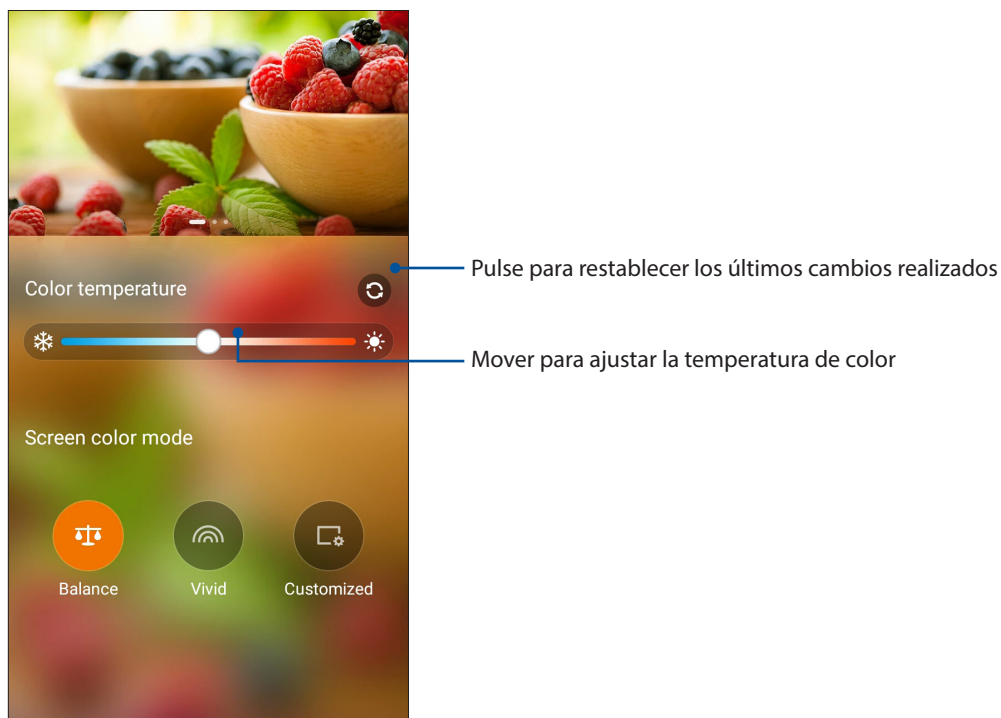 Pulse para restablecer los últimos cambios realizados
Color temperature
Mover para ajustar la temperatura de color
Screen color mode
Balance
Vivid
Customized